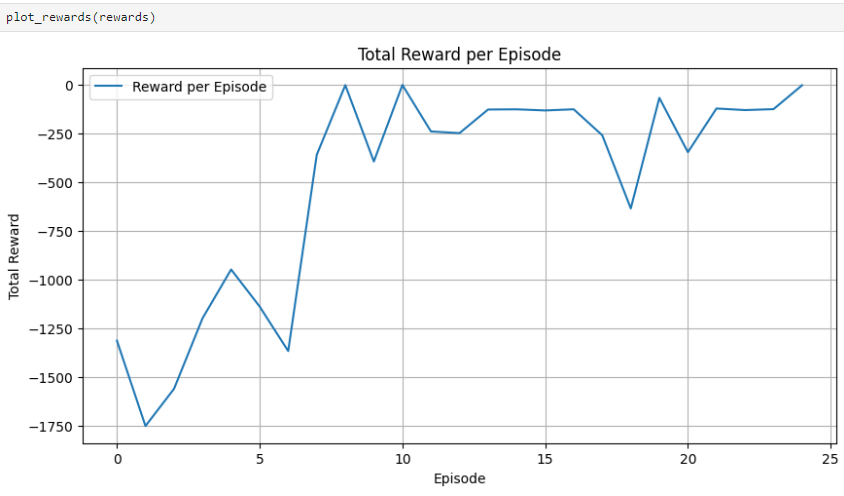 plot_rewards(rewards)
Total Reward per Episode
Reward per Episode
Total Reward
0
−250
−500
−750
−1000
−1250
−1500
−1750
0 5 10 15 20 25
Episode